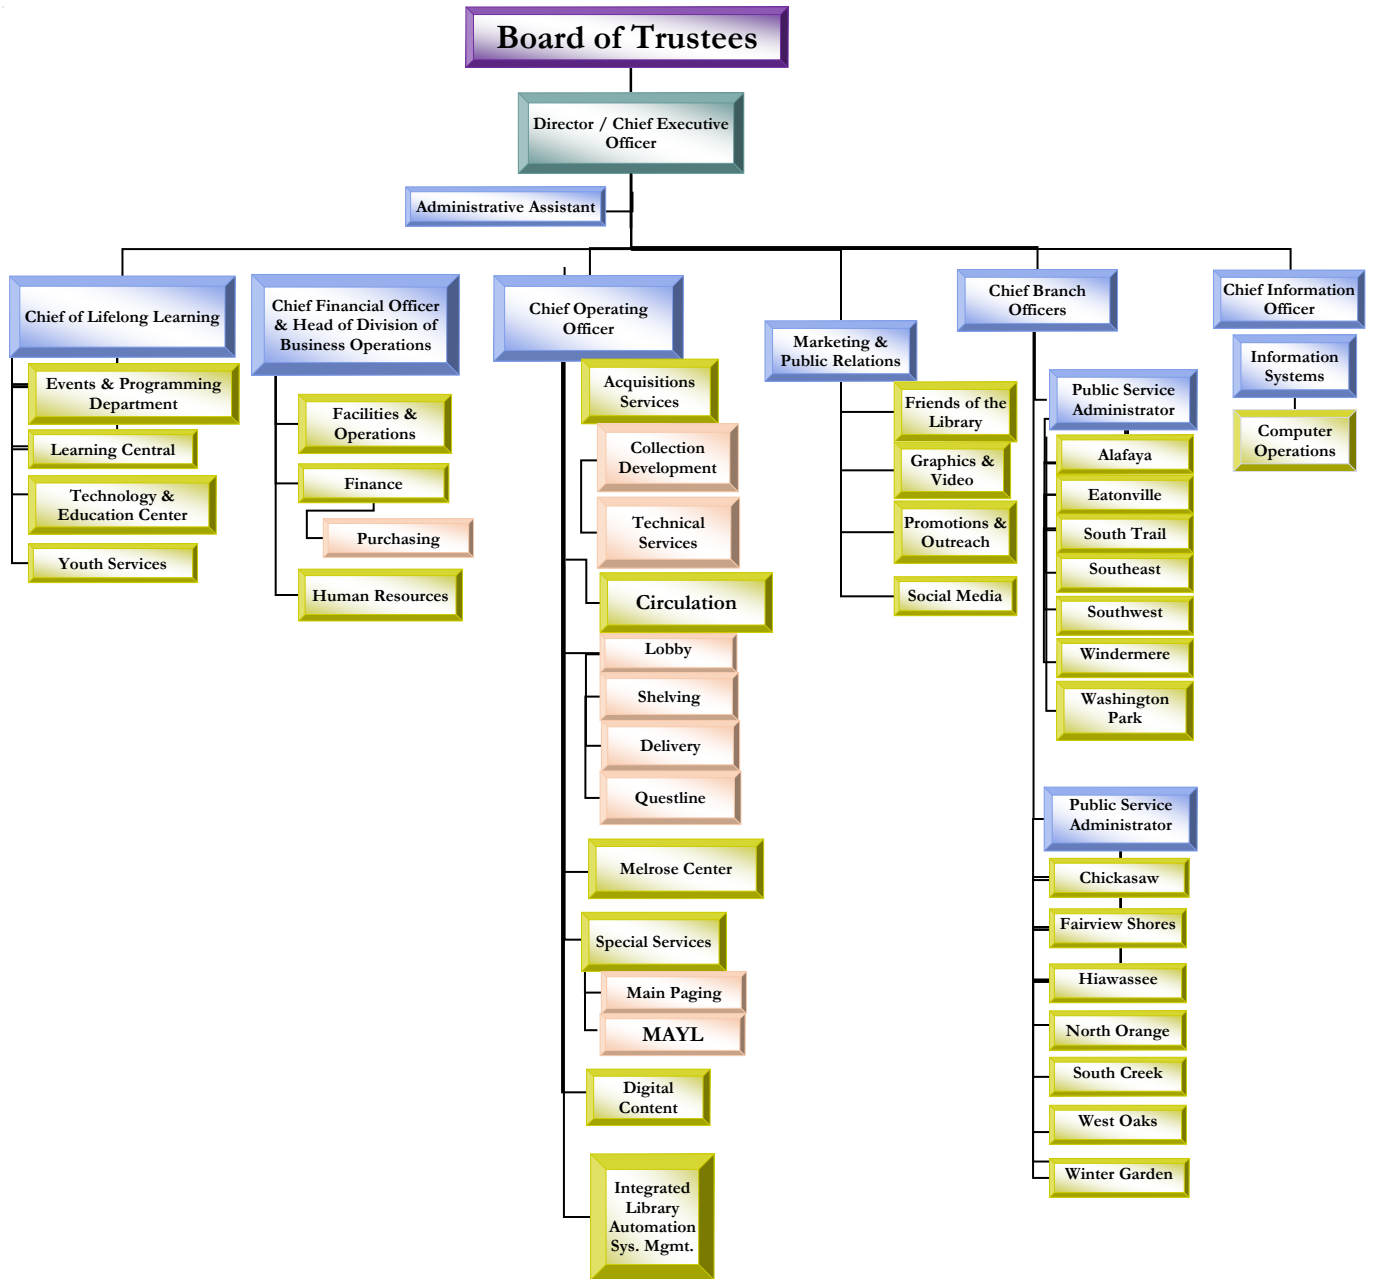 Board of Trustees
Director / Chief Executive
Officer
Administrative Assistant
Chief of Lifelong Learning
Events & Programming
Department
Learning Central
Technology &
Education Center
Youth Services
Chief Financial Officer
& Head of Division of
Business Operations
Facilities &
Operations
Finance
Purchasing
Human Resources
Chief Operating
Officer
Acquisitions
Services
Collection
Development
Technical
Services
Circulation
Lobby
Shelving
Delivery
Questline
Melrose Center
Special Services
Main Paging
MAYL
Digital
Content
Integrated
Library
Automation
Sys. Mgmt.
Marketing &
Public Relations
Friends of the
Library
Graphics &
Video
Promotions &
Outreach
Social Media
Chief Branch
Officers
Public Service
Administrator
Alafaya
Eatonville
South Trail
Southeast
Southwest
Windermere
Washington
Park
Public Service
Administrator
Chickasaw
Fairview Shores
Hiawassee
North Orange
South Creek
West Oaks
Winter Garden
Chief Information
Officer
Information
Systems
Computer
Operations